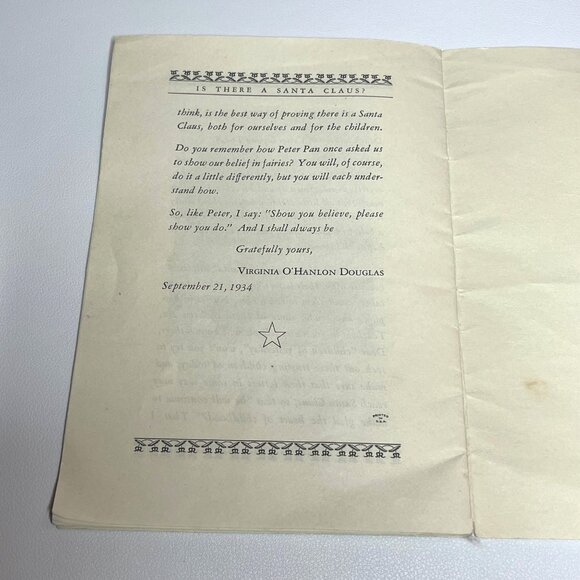 IS THERE A SANTA CLAUS?
think, is the best way of proving there is a Santa
Claus, both for ourselves and for the children.
Do you remember how Peter Pan once asked us
to show our belief in fairies? You will, of course,
do it a little differently, but you will each under-
stand how.
So, like Peter, I say: "Show you believe, please
show you do." And I shall always be
Gratefully yours,
VIRGINIA O'HANLON DOUGLAS
September 21, 1934
PRINTED
IN
U.S.A.